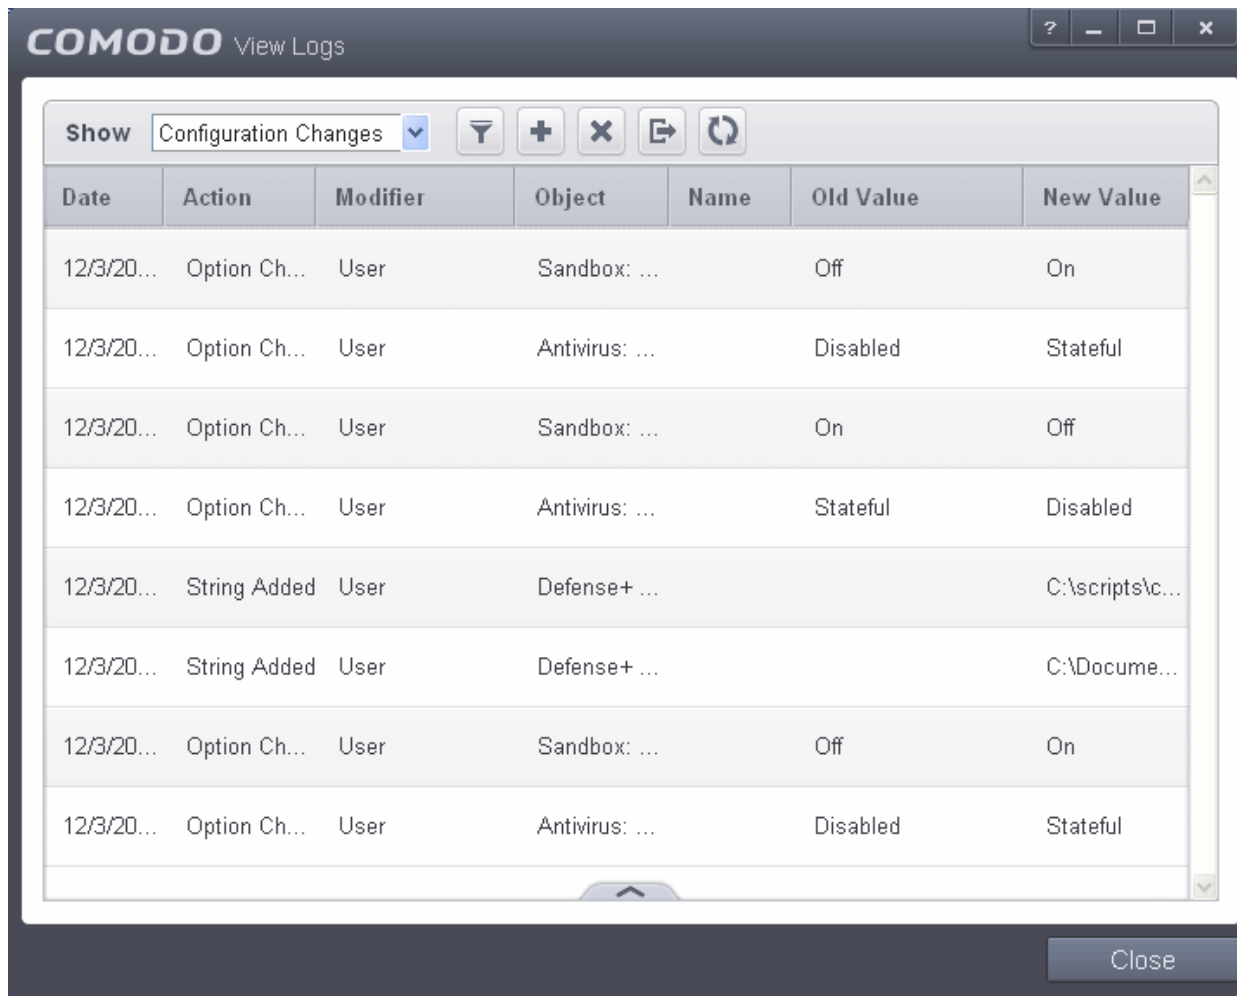 COMODO View Logs ?
Show Configuration Changes
Date Action Modifier Object Name Old Value New Value
12/3/20... Option Ch... User Sandbox: ... Off On
12/3/20... Option Ch... User Antivirus: ... Disabled Stateful
12/3/20... Option Ch... User Sandbox: ... On Off
12/3/20... Option Ch... User Antivirus: ... Stateful Disabled
12/3/20... String Added User Defense+ ... C:\scripts\c...
12/3/20... String Added User Defense+ ... C:\Docume...
12/3/20... Option Ch... User Sandbox: ... Off On
12/3/20... Option Ch... User Antivirus: ... Disabled Stateful
Close